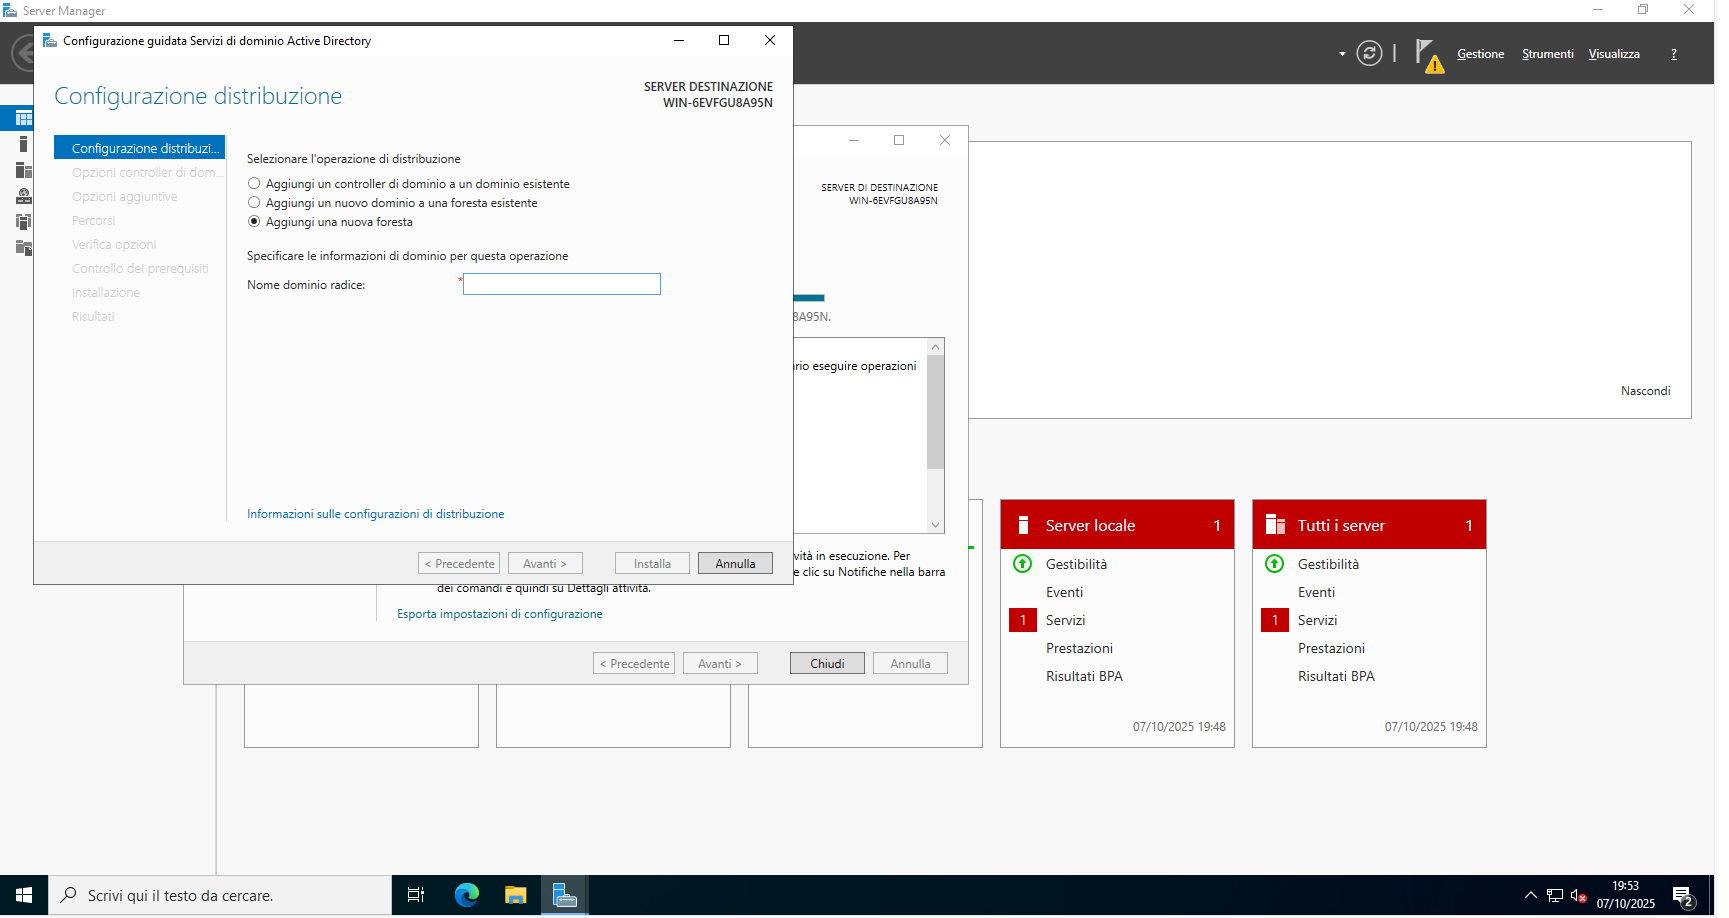 Server Manager
Configurazione guidata Servizi di dominio Active Directory
Gestione
Strumenti
Visualizza
?
Configurazione distribuzione
SERVER DESTINAZIONE
WIN-6EVFGU8A95N
Configurazione distribuzi...
Opzioni controller di dom...
Opzioni aggiuntive
Percorsi
Verifica opzioni
Controllo dei prerequisiti
Installazione
Risultati
Selezionare l'operazione di distribuzione
Aggiungi un controller di dominio a un dominio esistente
Aggiungi un nuovo dominio a una foresta esistente
Aggiungi una nuova foresta
Specificare le informazioni di dominio per questa operazione
Nome dominio radice:
*
Informazioni sulle configurazioni di distribuzione
< Precedente
Avanti >
Installa
Annulla
SERVER DI DESTINAZIONE
WIN-6EVFGU8A95N
8A95N.
rio eseguire operazioni
vità in esecuzione. Per
e clic su Notifiche nella barra
dei comandi e quindi su Dettagli attività.
Esporta impostazioni di configurazione
< Precedente
Avanti >
Chiudi
Annulla
Nascondi
Server locale
1
Gestibilità
Eventi
1
Servizi
Prestazioni
Risultati BPA
07/10/2025 19:48
Tutti i server
1
Gestibilità
Eventi
1
Servizi
Prestazioni
Risultati BPA
07/10/2025 19:48
Scrivi qui il testo da cercare.
19:53
07/10/2025
2